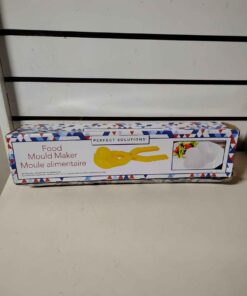 PERFECT SOLUTIONS
Food
Mould Maker
Moule alimentaire